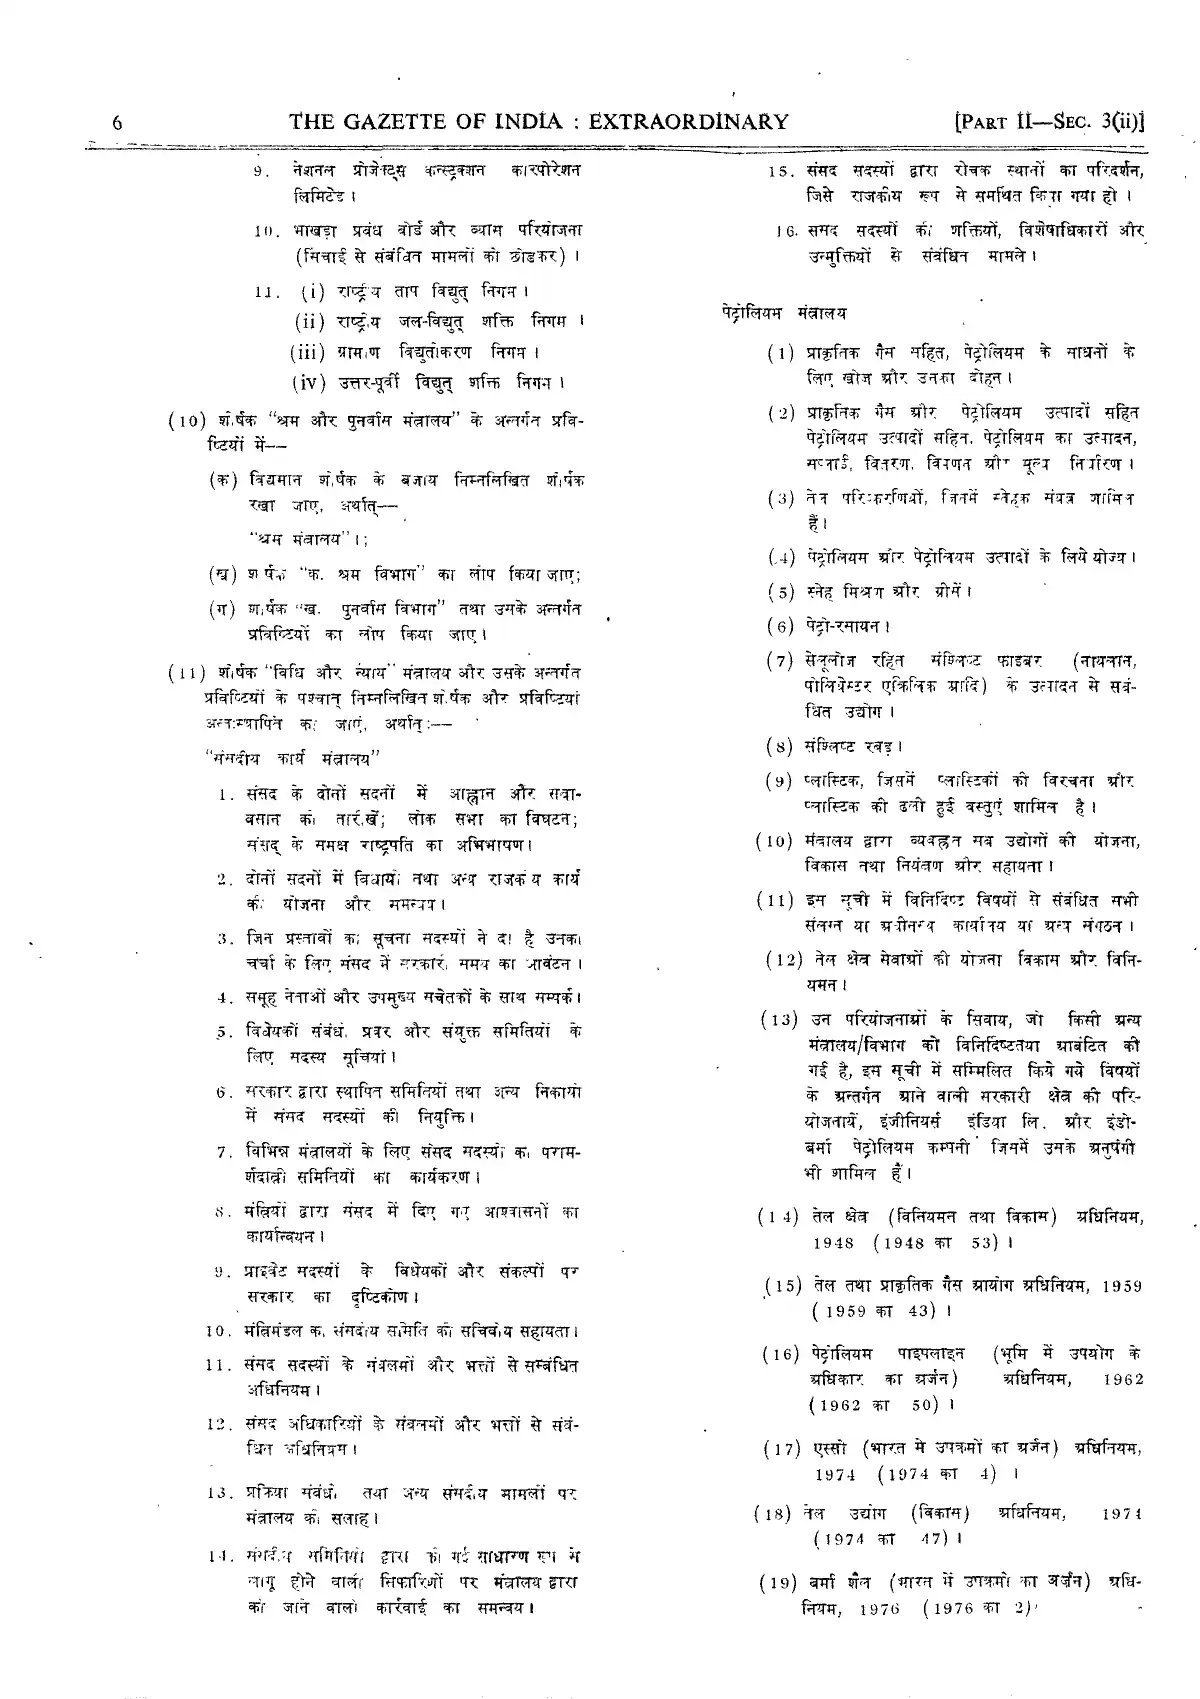 6 THE GAZETTE OF INDIA : EXTRAORDINARY [PART II—SEC. 3(ii)]
9. नेशनल प्रोजेक्ट्स कन्स्ट्रक्शन कारपोरेशन
लिमिटेड ।
10. भाखड़ा प्रबंध बोर्ड और व्यास परियोजना
(सिंचाई से संबंधित मामलों को छोड़कर) ।
11. (i) राष्ट्रीय ताप विद्युत् निगम ।
(ii) राष्ट्रीय जल-विद्युत् शक्ति निगम ।
(iii) ग्रामीण विद्युतीकरण निगम ।
(iv) उत्तर-पूर्वी विद्युत् शक्ति निगम ।
(10) शीर्षक “श्रम और पुनर्वास मंत्रालय” के अन्तर्गत प्रवि-
ष्टियों में--
(क) विद्यमान शीर्षक के बजाय निम्नलिखित शीर्षक
रखा जाए, अर्थात्--
“श्रम मंत्रालय”।;
(ख) शीर्षक “क. श्रम विभाग” का लोप किया जाए;
(ग) शीर्षक “ख. पुनर्वास विभाग” तथा उसके अन्तर्गत
प्रविष्टियों का लोप किया जाए ।
(11) शीर्षक “विधि और न्याय” मंत्रालय और उसके अन्तर्गत
प्रविष्टियों के पश्चात् निम्नलिखित शीर्षक और प्रविष्टियां
अन्तःस्थापित की जाएं, अर्थात् :--
“संसदीय कार्य मंत्रालय”
1. संसद के दोनों सदनों में आह्वान और सत्रा-
वसान की तारीखें; लोक सभा का विघटन;
संसद् के समक्ष राष्ट्रपति का अभिभाषण ।
2. दोनों सदनों में विधायी तथा अन्य राजकीय कार्य
की योजना और समन्वय ।
3. जिन प्रस्तावों की सूचना सदस्यों ने दी है उनकी
चर्चा के लिए संसद में सरकारी समय का आवंटन ।
4. समूह नेताओं और उपमुख्य सचेतकों के साथ सम्पर्क ।
5. विधेयकों संबंधी प्रवर और संयुक्त समितियों के
लिए सदस्य सूचियां ।
6. सरकार द्वारा स्थापित समितियों तथा अन्य निकायों
में संसद सदस्यों की नियुक्ति ।
7. विभिन्न मंत्रालयों के लिए संसद सदस्यों की पराम-
र्शदात्री समितियों का कार्यकरण ।
8. मंत्रियों द्वारा संसद में दिए गए आश्वासनों का
कार्यान्वयन ।
9. प्राइवेट सदस्यों के विधेयकों और संकल्पों पर
सरकार का दृष्टिकोण ।
10. मंत्रिमंडल की संसदीय समिति को सचिवीय सहायता ।
11. संसद सदस्यों के संबलमों और भत्तों से सम्बंधित
अधिनियम ।
12. संसद अधिकारियों के संबलमों और भत्तों से संबं-
धित अधिनियम ।
13. प्रक्रिया संबंधी तथा अन्य संसदीय मामलों पर
मंत्रालय को सलाह ।
14. संसदीय समितियों द्वारा की गई साधारण रूप में
लागू होने वाली सिफारिशों पर मंत्रालय द्वारा
की जाने वाली कार्रवाई का समन्वय ।
15. संसद सदस्यों द्वारा रोचक स्थानों का परिदर्शन,
जिसे राजकीय रूप से समर्थित किया गया हो ।
16. संसद सदस्यों की शक्तियों, विशेषाधिकारों और
उन्मुक्तियों से संबंधित मामले ।
पेट्रोलियम मंत्रालय
(1) प्राकृतिक गैस सहित, पेट्रोलियम के साधनों के
लिए खोज और उनका दोहन ।
(2) प्राकृतिक गैस और पेट्रोलियम उत्पादों सहित
पेट्रोलियम उत्पादों सहित, पेट्रोलियम का उत्पादन,
सप्लाई, वितरण, विपणन और मूल्य निर्धारण ।
(3) तेल परिष्करणियों, जिनमें स्नेहक संयंत्र शामिल
हैं ।
(4) पेट्रोलियम और पेट्रोलियम उत्पादों के लिये योज्य ।
(5) स्नेह मिश्रण और ग्रीमें ।
(6) पेट्रो-रसायन ।
(7) सेलूलोज रहित संश्लिष्ट फाइबर (नायलान,
पोलियेस्टर एक्रिलिक आदि) के उत्पादन से सबं-
धित उद्योग ।
(8) संश्लिष्ट रबड़ ।
(9) प्लास्टिक, जिसमें प्लास्टिकों की विरचना और
प्लास्टिक की ढली हुई वस्तुएं शामिल है ।
(10) मंत्रालय द्वारा व्यवहृत सब उद्योगों की योजना,
विकास तथा नियंत्रण और सहायता ।
(11) इस सूची में विनिर्दिष्ट विषयों से संबंधित सभी
संलग्न या अधीनस्थ कार्यालय या अन्य संगठन ।
(12) तेल क्षेत्र सेवाओं की योजना विकास और विनि-
यमन ।
(13) उन परियोजनाओं के सिवाय, जो किसी अन्य
मंत्रालय/विभाग को विनिर्दिष्टतया आबंटित की
गई है, इस सूची में सम्मिलित किये गये विषयों
के अन्तर्गत आने वाली सरकारी क्षेत्र की परि-
योजनायें, इंजीनियर्स इंडिया लि. और इंडो-
बर्मा पेट्रोलियम कम्पनी जिसमें उसके अनुषंगी
भी शामिल हैं ।
(14) तेल क्षेत्र (विनियमन तथा विकास) अधिनियम,
1948 (1948 का 53) ।
(15) तेल तथा प्राकृतिक गैस आयोग अधिनियम, 1959
(1959 का 43) ।
(16) पेट्रोलियम पाइपलाइन (भूमि में उपयोग के
अधिकार का अर्जन) अधिनियम, 1962
(1962 का 50) ।
(17) एस्सो (भारत में उपक्रमों का अर्जन) अधिनियम,
1974 (1974 का 4) ।
(18) तेल उद्योग (विकास) अधिनियम, 1974
(1974 का 47) ।
(19) बर्मा शैल (भारत में उपक्रमो का अर्जन) अधि-
नियम, 1976 (1976 का 2)